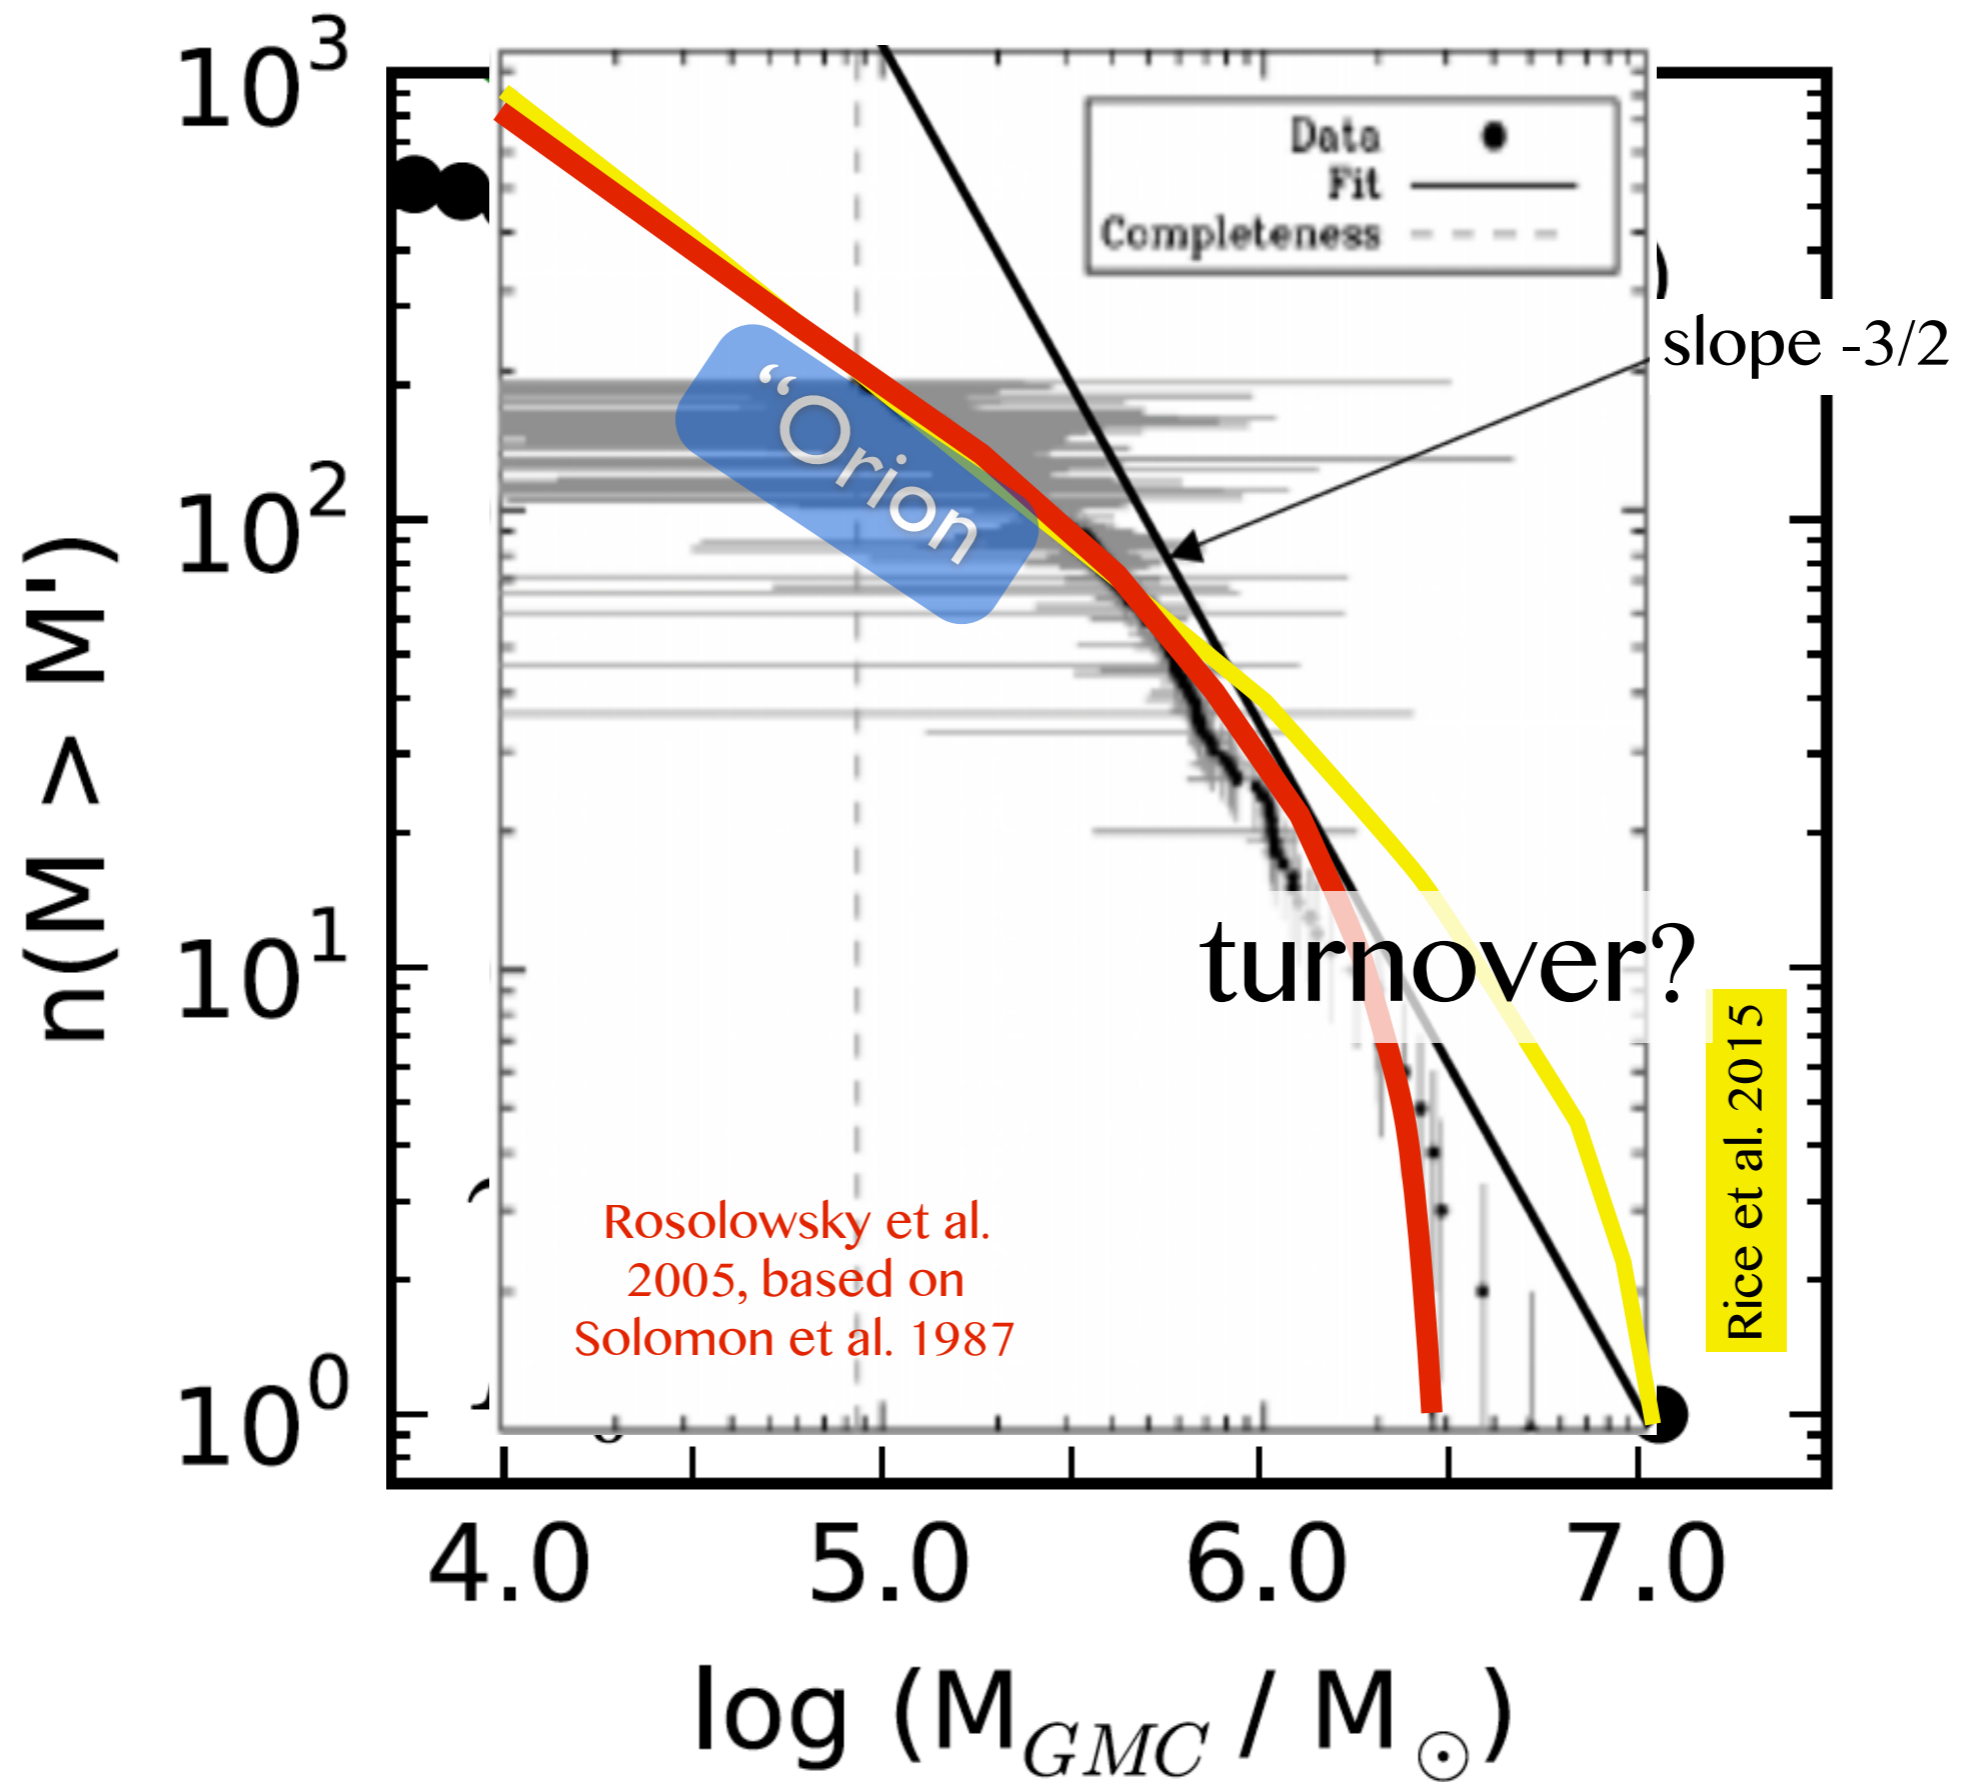 10³
10²
10¹
10⁰
n(M > M')
Data
Fit
Completeness
slope -3/2
“Orion
turnover?
Rice et al. 2015
Rosolowsky et al.
2005, based on
Solomon et al. 1987
4.0 5.0 6.0 7.0
log (M_GMC / M_⊙)